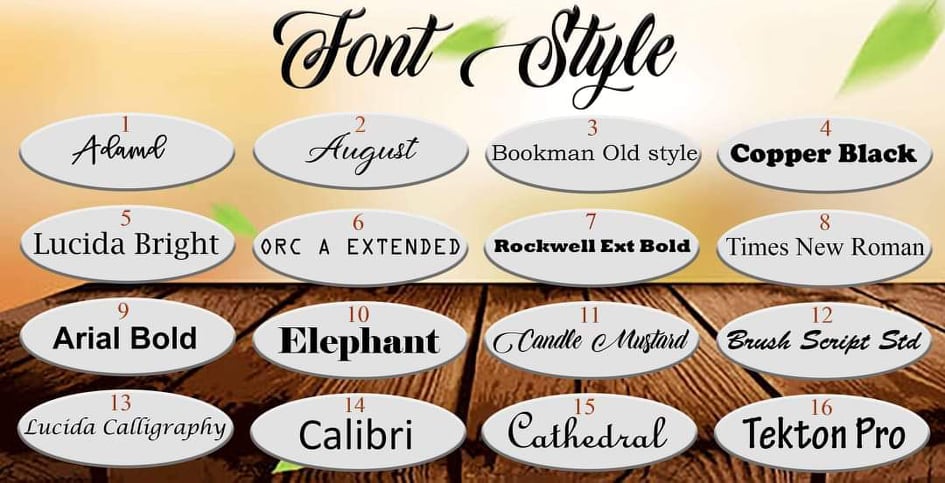 Font Style
1
Adamd
2
August
3
Bookman Old style
4
Copper Black
5
Lucida Bright
6
ORC A EXTENDED
7
Rockwell Ext Bold
8
Times New Roman
9
Arial Bold
10
Elephant
11
Candle Mustard
12
Brush Script Std
13
Lucida Calligraphy
14
Calibri
15
Cathedral
16
Tekton Pro